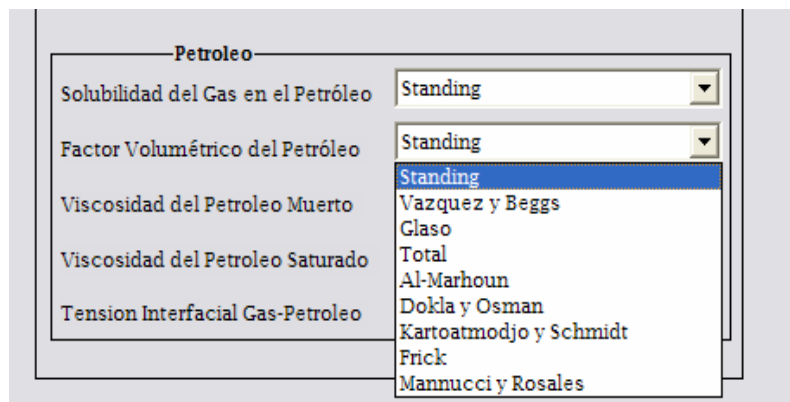 Petroleo
Solubilidad del Gas en el Petróleo Standing
Factor Volumétrico del Petróleo Standing
Standing
Viscosidad del Petroleo Muerto Vazquez y Beggs
Glaso
Viscosidad del Petroleo Saturado Total
Al-Marhoun
Tension Interfacial Gas-Petroleo Dokla y Osman
Kartoatmodjo y Schmidt
Frick
Mannucci y Rosales